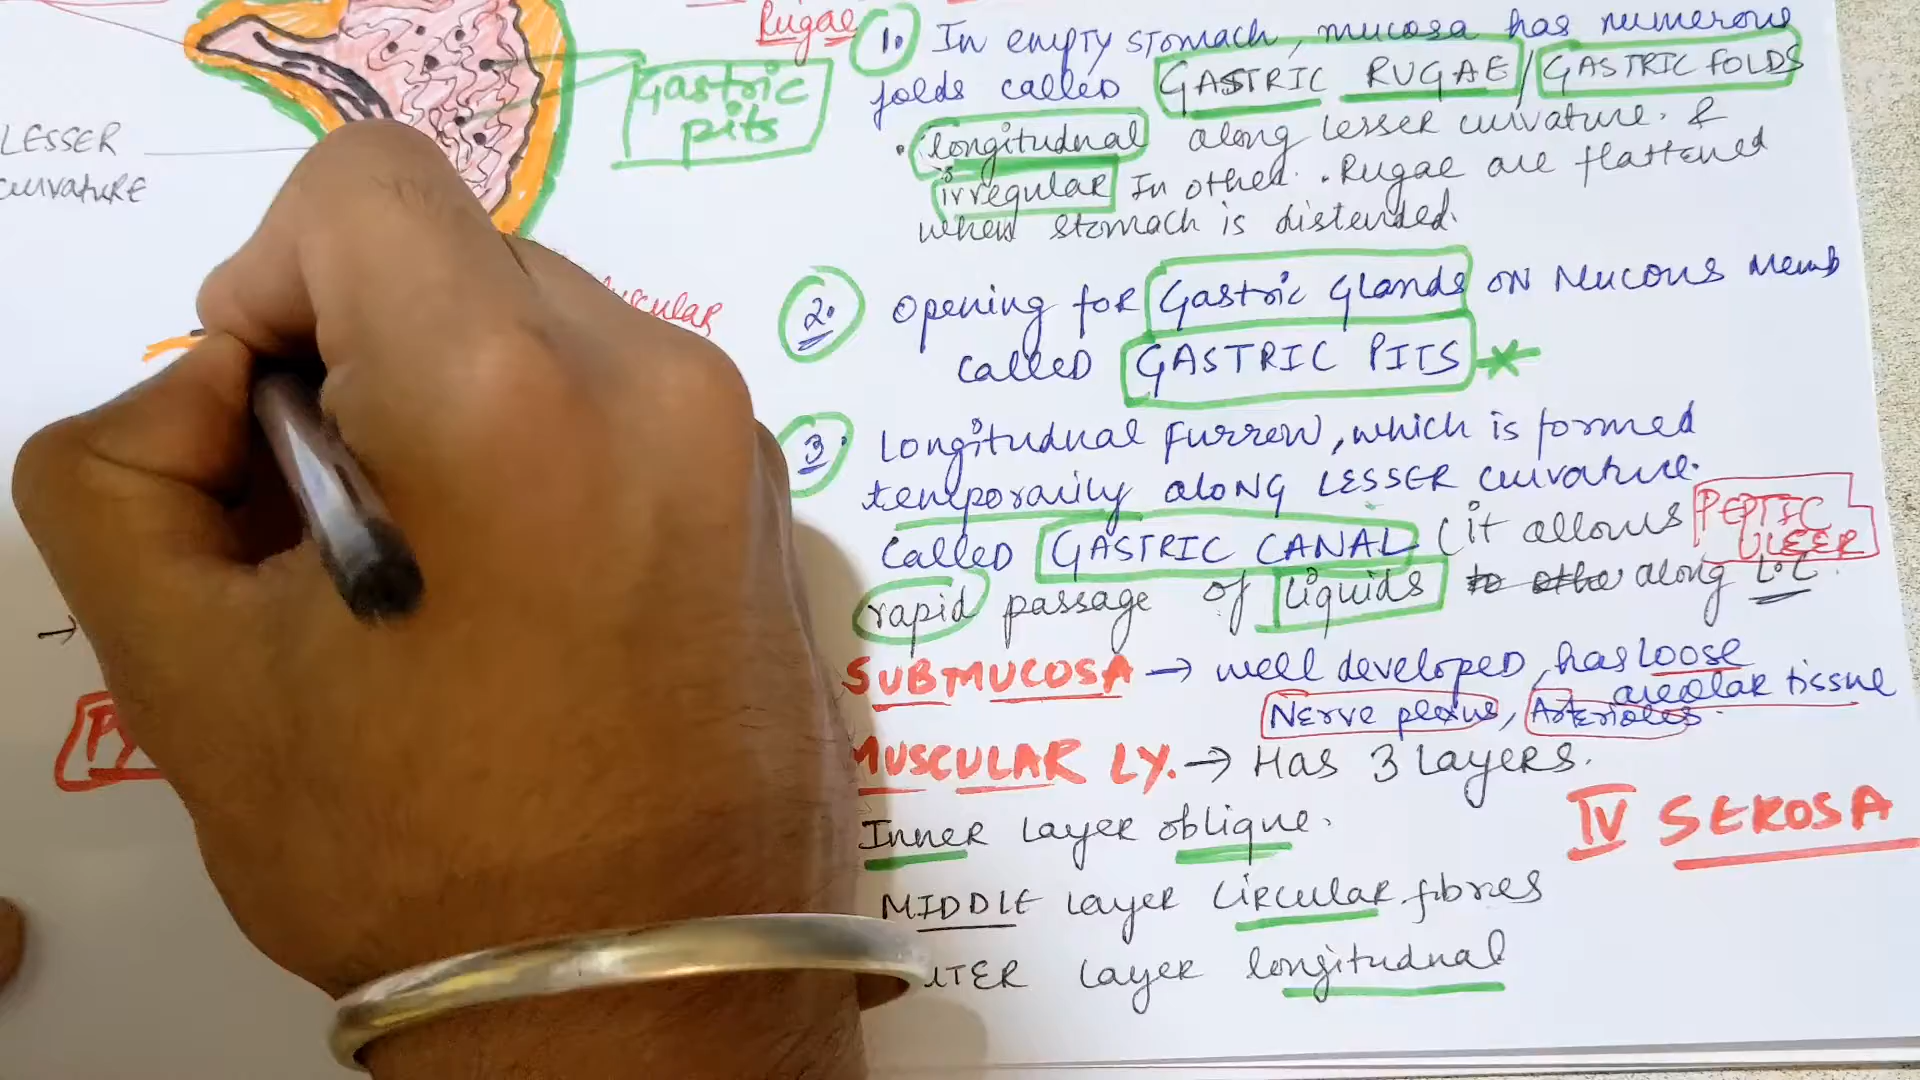 Rugae
Gastric
pits
LESSER
curvature
1. In empty stomach, mucosa has numerous
folds called GASTRIC RUGAE / GASTRIC FOLDS
• longitudnal along lesser curvature. &
irregular In other. . Rugae are flattened
when stomach is distended.
2. Opening for Gastric Glands on Mucous Memb
called GASTRIC PITS
3. Longitudnal Furrow, which is formed
temporarily along LESSER curvature.
called GASTRIC CANAL (it allows
PEPTIC
ULEER
rapid passage of liquids along L.C
SUBMUCOSA → well developed, has loose
areolar tissue
Nerve plexus, Arterioles.
MUSCULAR LY. → Has 3 layers.
Inner layer oblique.
IV SEROSA
MIDDLE layer circular fibres
layer longitudnal